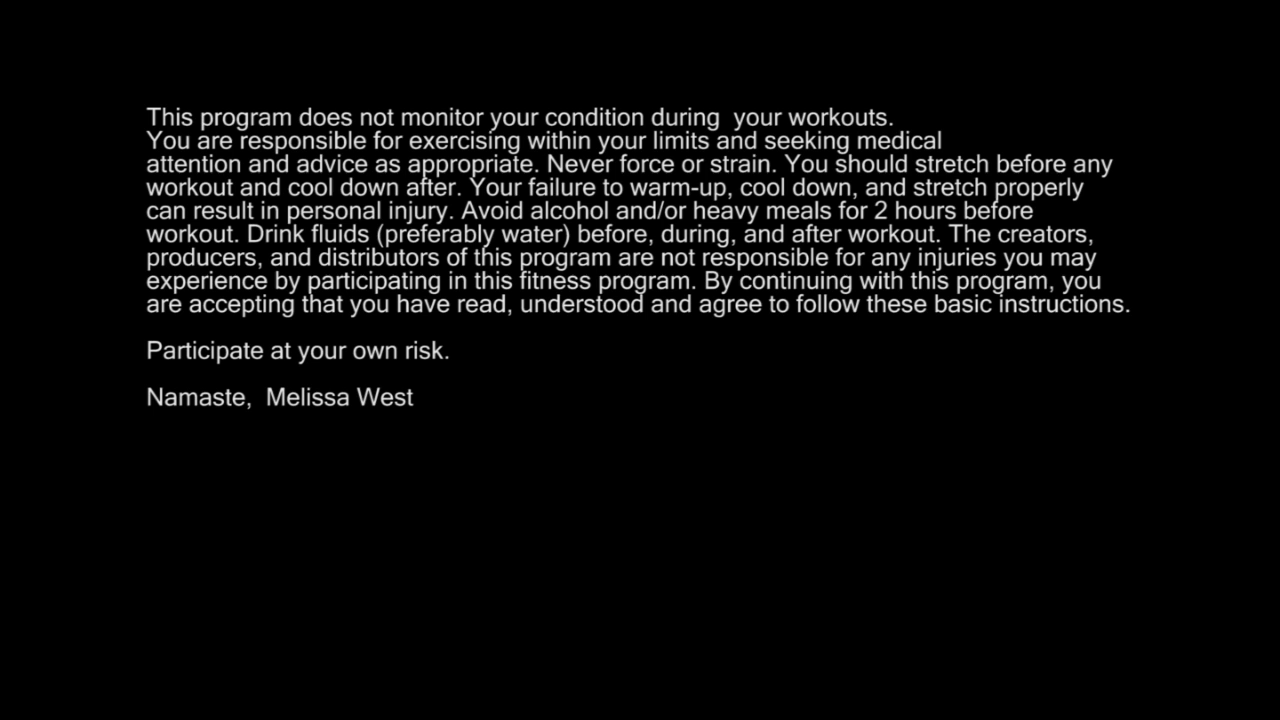 This program does not monitor your condition during  your workouts.
You are responsible for exercising within your limits and seeking medical
attention and advice as appropriate. Never force or strain. You should stretch before any
workout and cool down after. Your failure to warm-up, cool down, and stretch properly
can result in personal injury. Avoid alcohol and/or heavy meals for 2 hours before
workout. Drink fluids (preferably water) before, during, and after workout. The creators,
producers, and distributors of this program are not responsible for any injuries you may
experience by participating in this fitness program. By continuing with this program, you
are accepting that you have read, understood and agree to follow these basic instructions.

Participate at your own risk.

Namaste,  Melissa West